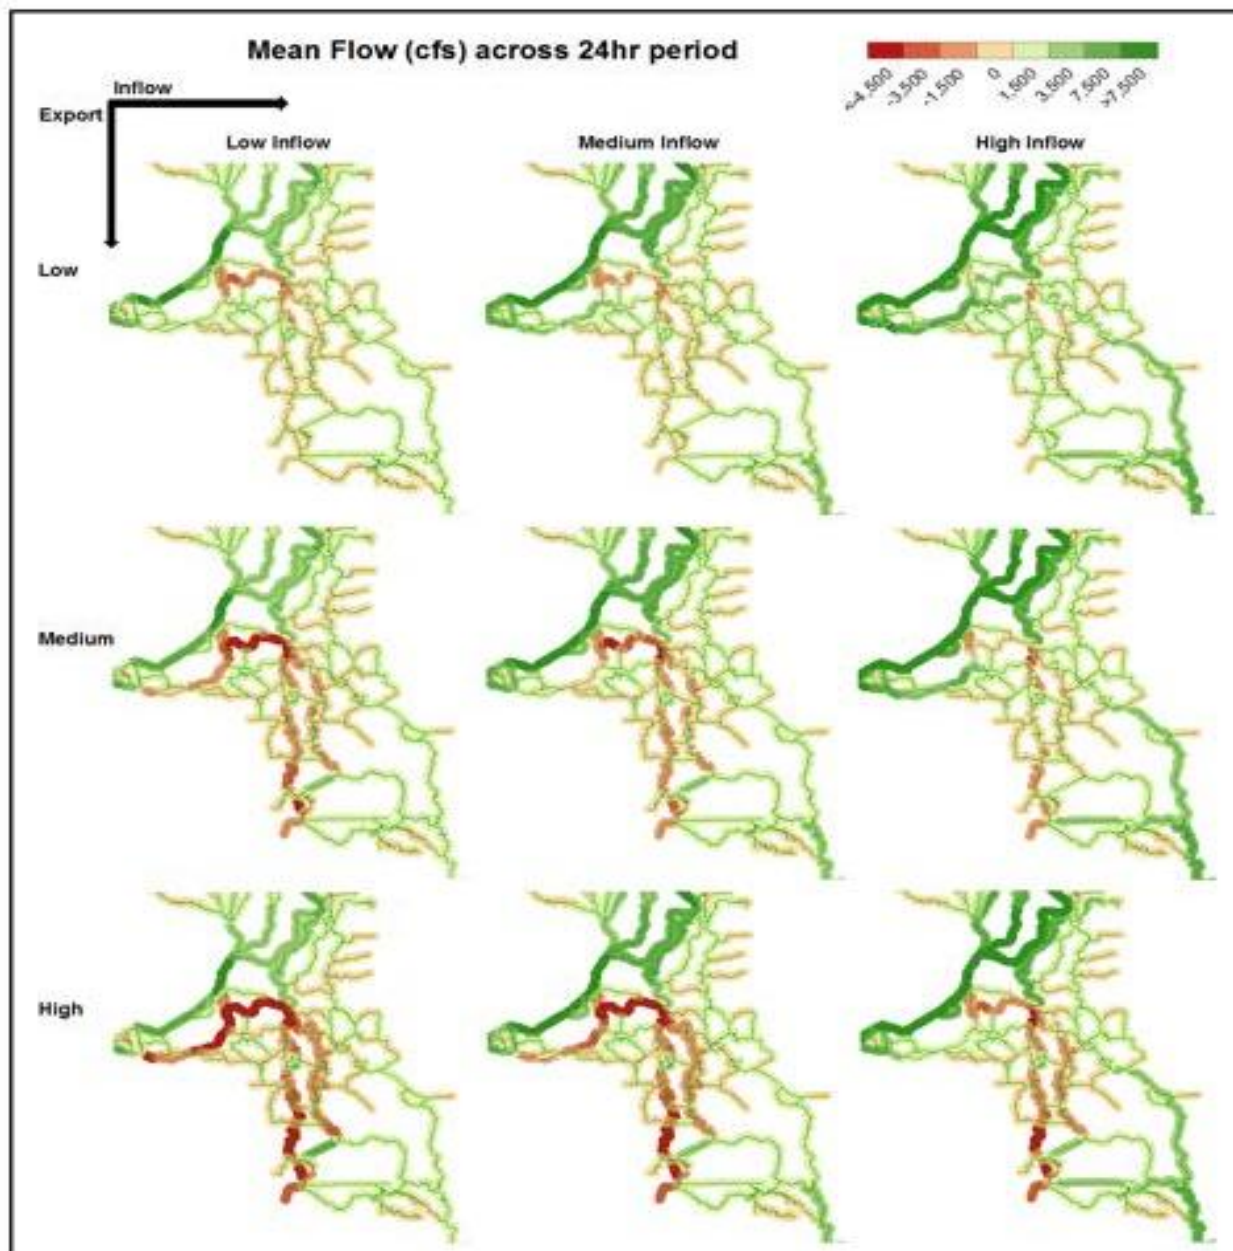 Mean Flow (cfs) across 24hr period
<-4,500 -3,500 -1,500 0 1,500 3,500 7,500 >7,500
Inflow
Export
Low Inflow Medium Inflow High Inflow
Low
Medium
High